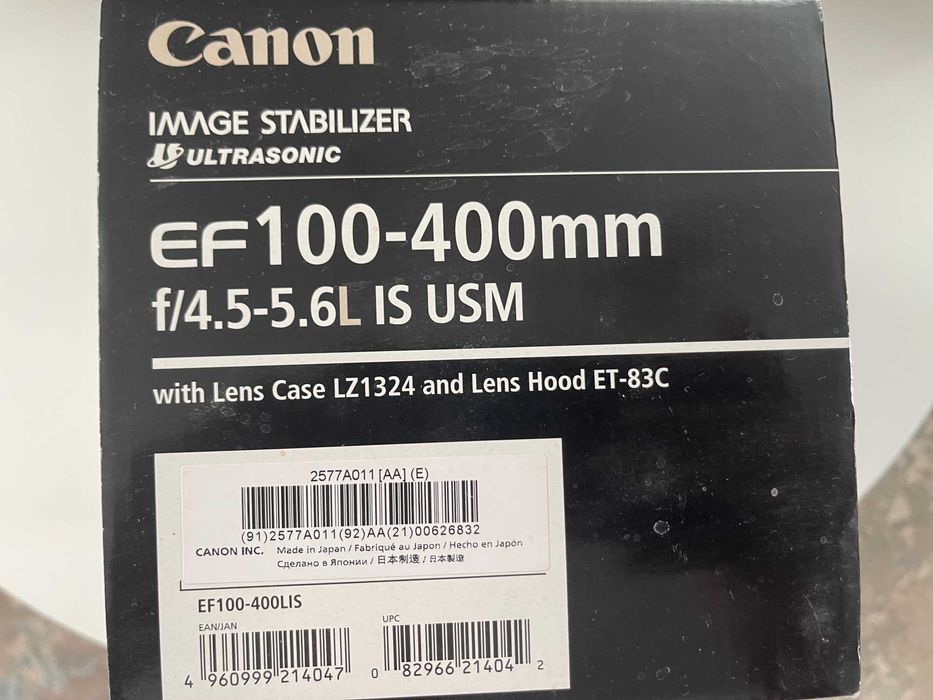 Canon
IMAGE STABILIZER
ULTRASONIC
EF100-400mm
f/4.5-5.6L IS USM
with Lens Case LZ1324 and Lens Hood ET-83C
2577A011 [AA] (E)
(91)2577A011(92)AA(21)00626832
CANON INC. Made in Japan / Fabriqué au Japon / Hecho en Japón
Сделано в Японии / 日本制造 / 日本製造
EF100-400LIS
EAN/JAN UPC
4 960999 214047 0 82966 21404 2